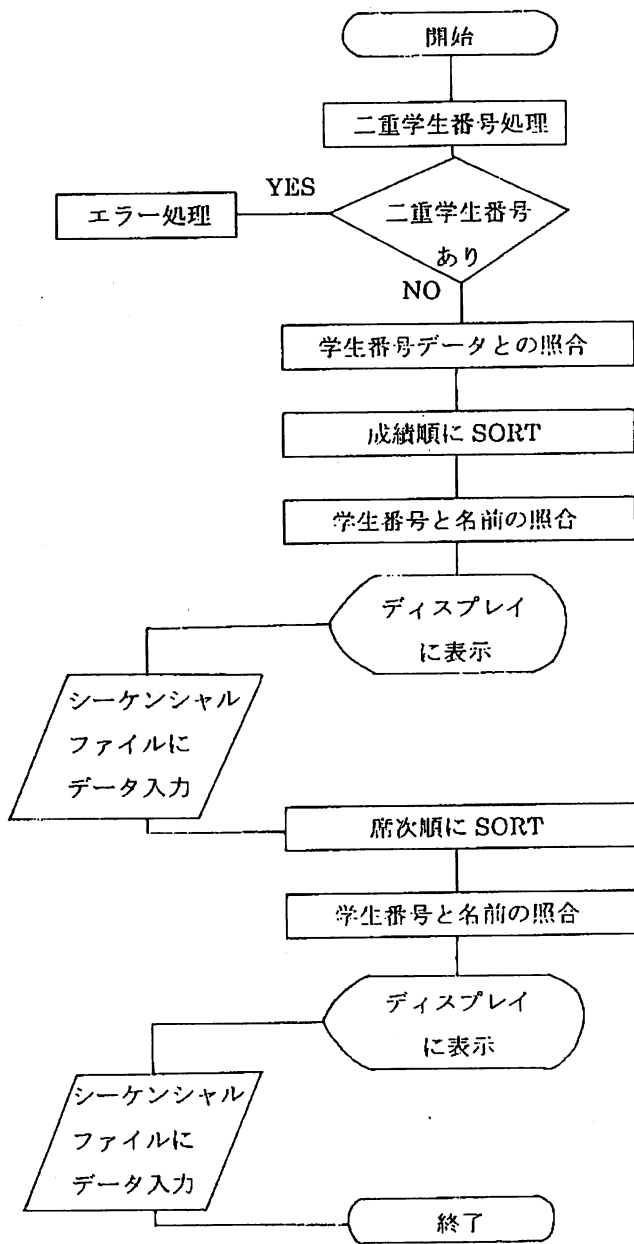 開始
二重学生番号処理
YES
エラー処理
二重学生番号
あり
NO
学生番号データとの照合
成績順に SORT
学生番号と名前の照合
ディスプレイ
に表示
シーケンシャル
ファイルに
データ入力
席次順に SORT
学生番号と名前の照合
ディスプレイ
に表示
シーケンシャル
ファイルに
データ入力
終了